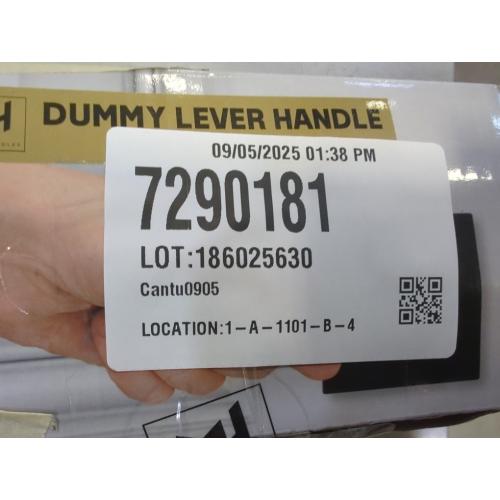 DUMMY LEVER HANDLE
09/05/2025 01:38 PM
7290181
LOT:186025630
Cantu0905
LOCATION:1-A-1101-B-4